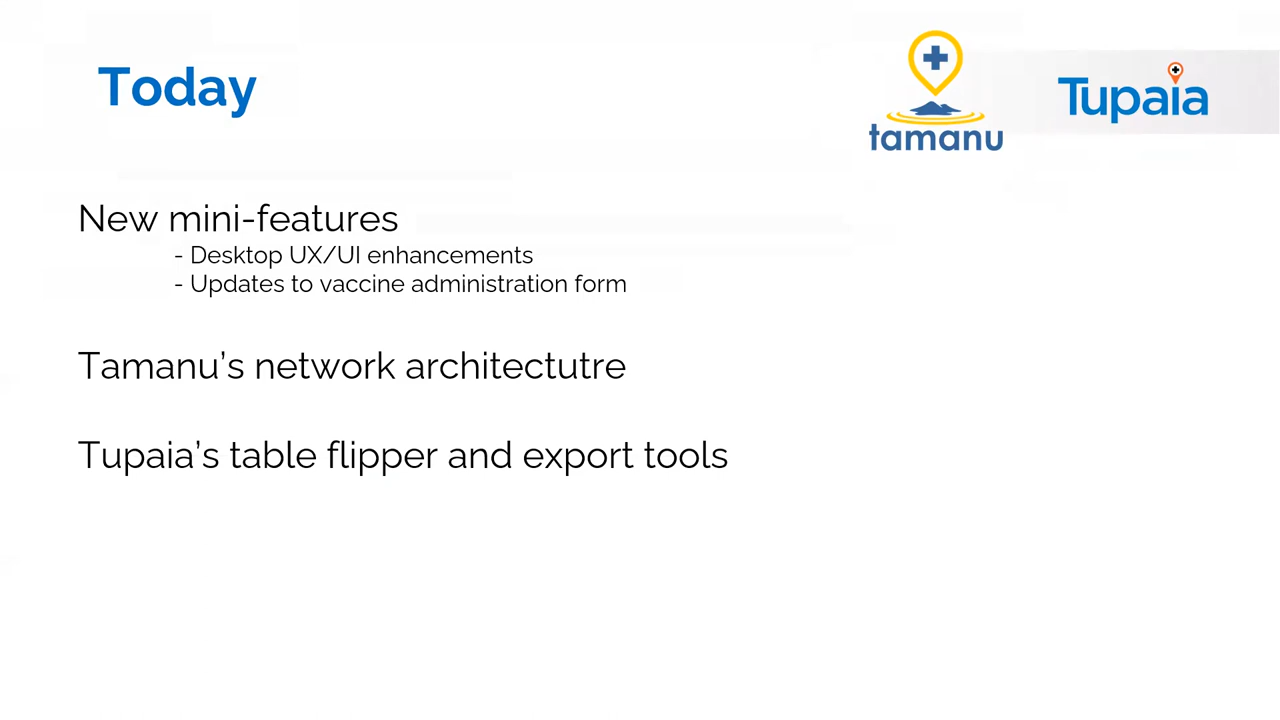 Today
tamanu
Tupaia
New mini-features
- Desktop UX/UI enhancements
- Updates to vaccine administration form
Tamanu’s network architectutre
Tupaia’s table flipper and export tools